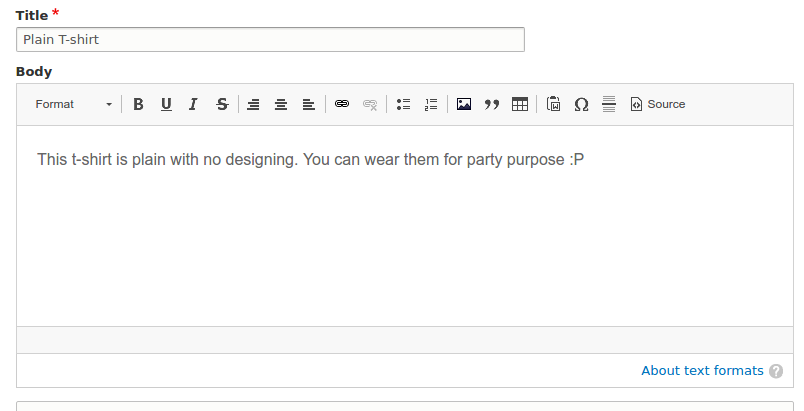 Title *
Plain T-shirt
Body
Format B U I S Source
This t-shirt is plain with no designing. You can wear them for party purpose :P
About text formats ?